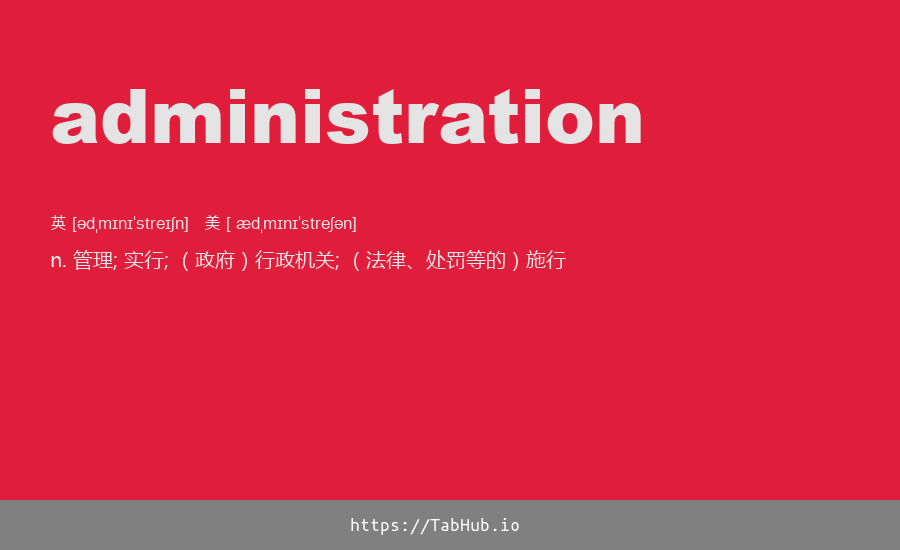 administration
英 [ədˌmɪnɪˈstreɪʃn] 美 [ ædˌmɪnɪˈstreʃən]
n. 管理; 实行; （政府）行政机关; （法律、处罚等的）施行
https://TabHub.io